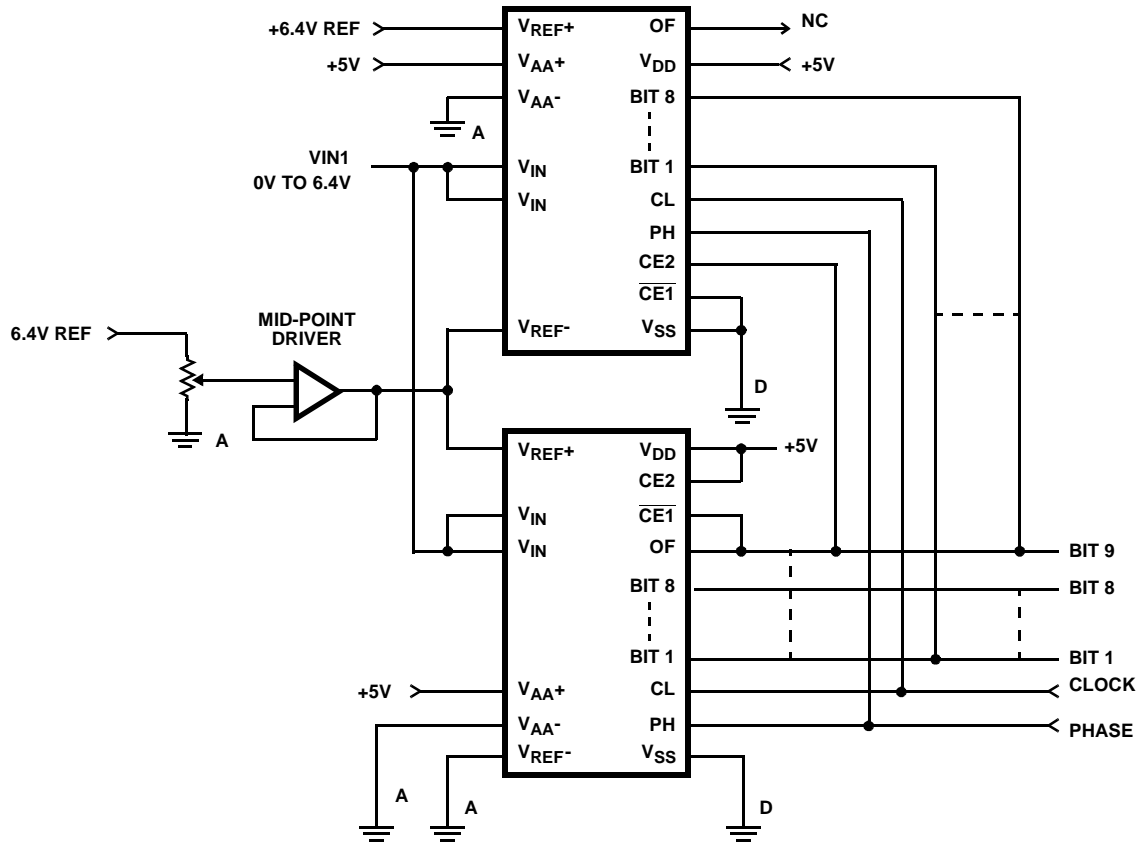 +6.4V REF
+5V
A
VIN1
0V TO 6.4V
VREF+
VAA+
VAA-
VIN
VIN
VREF-
OF
VDD
BIT 8
BIT 1
CL
PH
CE2
CE1
VSS
NC
+5V
D
6.4V REF
A
MID-POINT
DRIVER
VREF+
VIN
VIN
VAA+
VAA-
VREF-
VDD
CE2
CE1
OF
BIT 8
BIT 1
CL
PH
VSS
+5V
+5V
A
A
D
BIT 9
BIT 8
BIT 1
CLOCK
PHASE